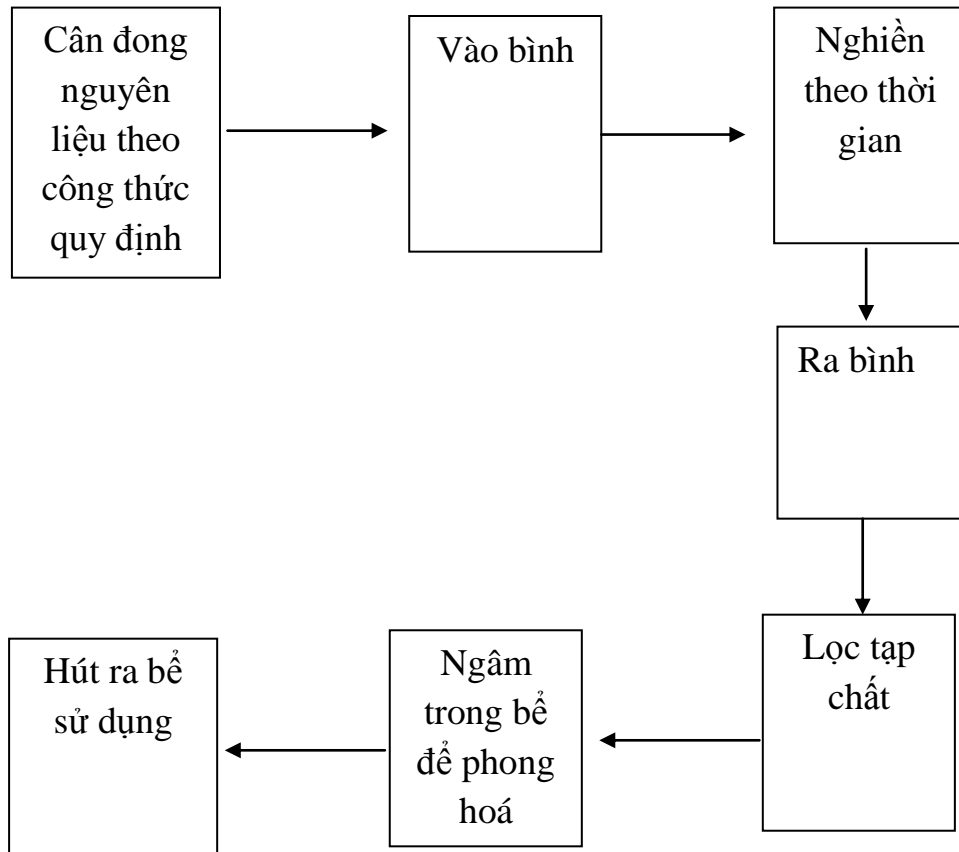 Cân đong
nguyên
liệu theo
công thức
quy định
Vào bình
Nghiền
theo thời
gian
Ra bình
Lọc tạp
chất
Ngâm
trong bể
để phong
hoá
Hút ra bể
sử dụng